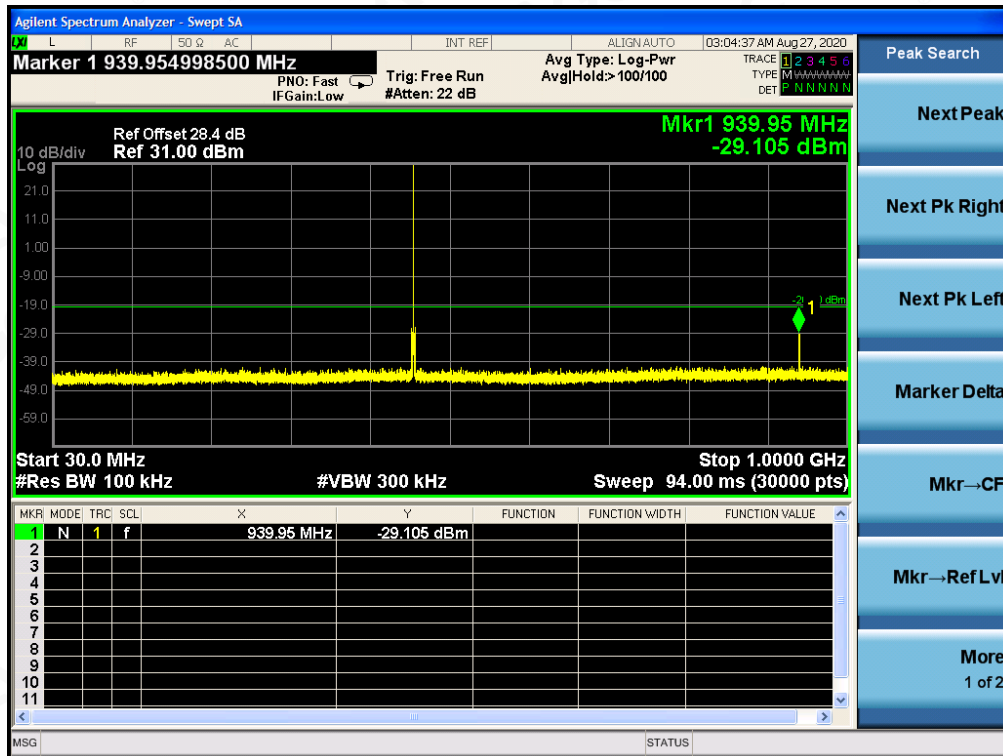 Agilent Spectrum Analyzer - Swept SA
LXI L RF 50 Ω AC INT REF ALIGN AUTO 03:04:37 AM Aug 27, 2020
Marker 1 939.954998500 MHz
PNO: Fast
IFGain:Low
Trig: Free Run
#Atten: 22 dB
Avg Type: Log-Pwr
Avg|Hold:> 100/100
TRACE 1 2 3 4 5 6
TYPE M
DET P N N N N N
Ref Offset 28.4 dB
Ref 31.00 dBm
10 dB/div
Log
Mkr1 939.95 MHz
-29.105 dBm
21.0
11.0
1.00
-9.00
-19.0
-29.0
-39.0
-49.0
-59.0
1
dBm
Start 30.0 MHz
Stop 1.0000 GHz
#Res BW 100 kHz
#VBW 300 kHz
Sweep 94.00 ms (30000 pts)
MKR MODE TRC SCL X Y FUNCTION FUNCTION WIDTH FUNCTION VALUE
1 N 1 f 939.95 MHz -29.105 dBm
2
3
4
5
6
7
8
9
10
11
MSG
STATUS
Peak Search
Next Peak
Next Pk Right
Next Pk Left
Marker Delta
Mkr→CF
Mkr→Ref Lvl
More
1 of 2